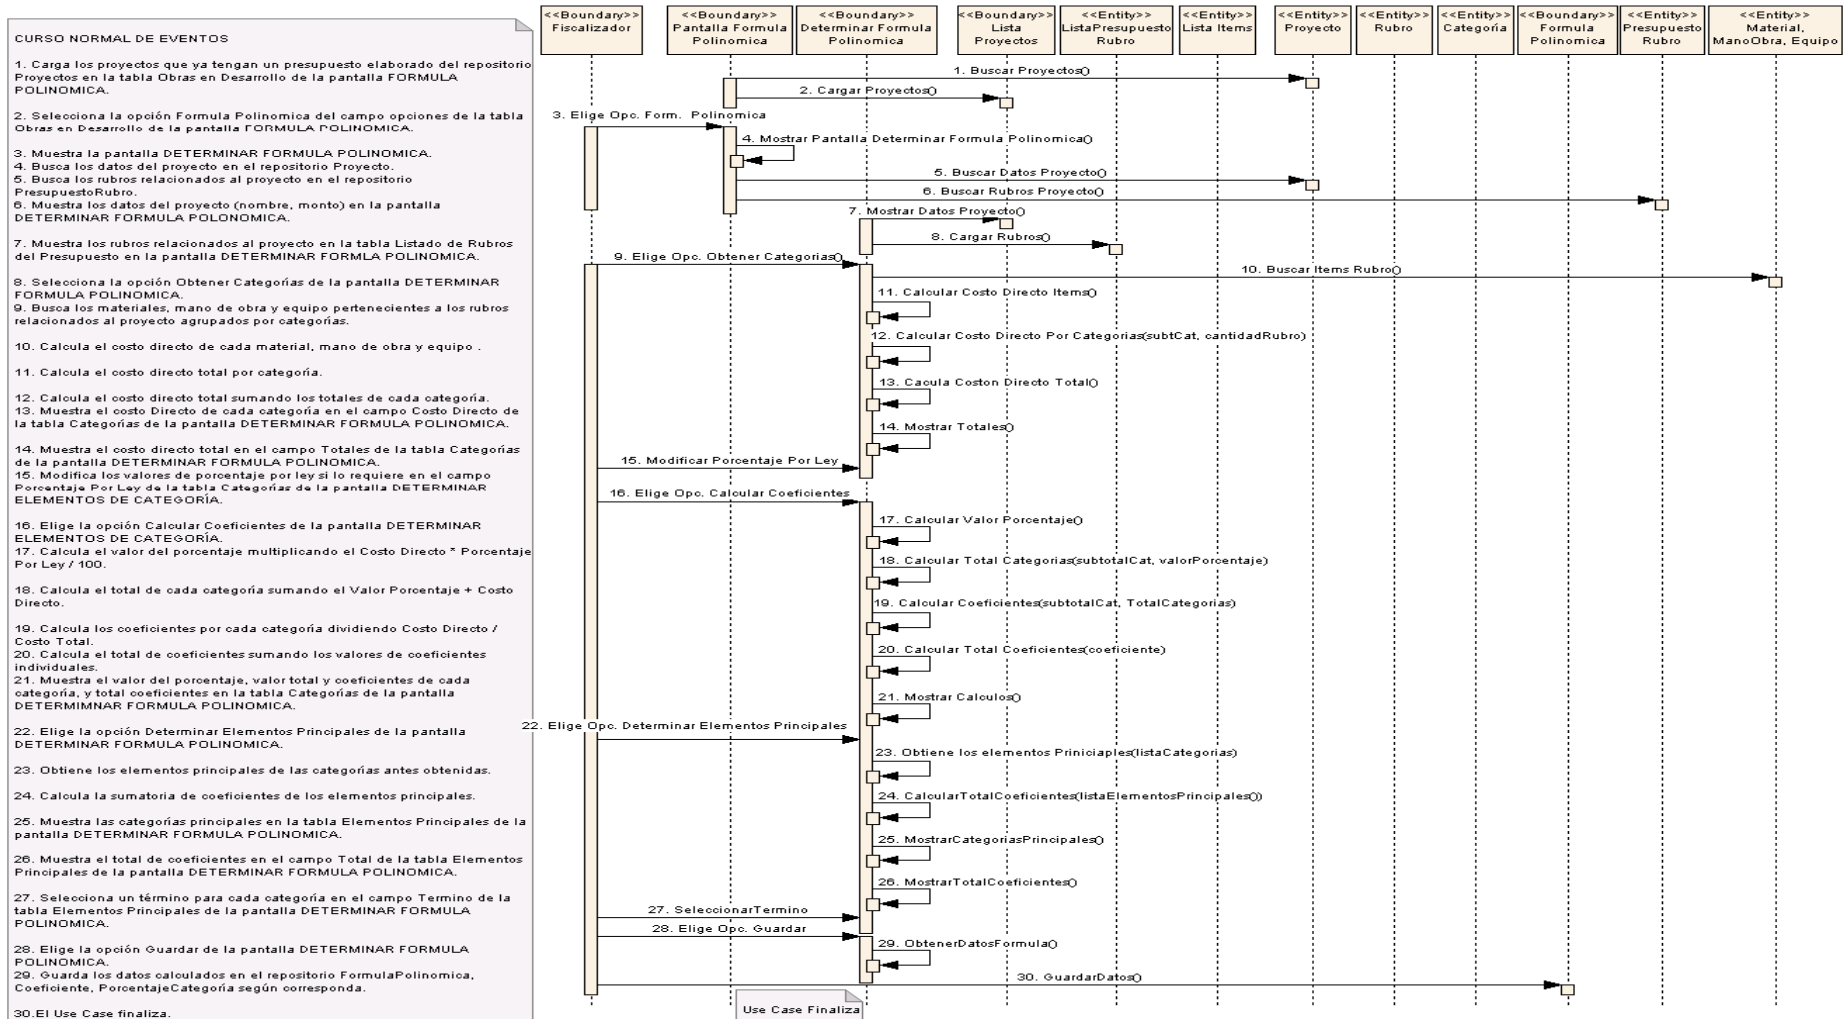 CURSO NORMAL DE EVENTOS
1. Carga los proyectos que ya tengan un presupuesto elaborado del repositorio
Proyectos en la tabla Obras en Desarrollo de la pantalla FORMULA
POLINOMICA.
2. Selecciona la opción Formula Polinomica del campo opciones de la tabla
Obras en Desarrollo de la pantalla FORMULA POLINOMICA.
3. Muestra la pantalla DETERMINAR FORMULA POLINOMICA.
4. Busca los datos del proyecto en el repositorio Proyecto.
5. Busca los rubros relacionados al proyecto en el repositorio
PresupuestoRubro.
6. Muestra los datos del proyecto (nombre, monto) en la pantalla
DETERMINAR FORMULA POLONOMICA.
7. Muestra los rubros relacionados al proyecto en la tabla Listado de Rubros
del Presupuesto en la pantalla DETERMINAR FORMLA POLINOMICA.
8. Selecciona la opción Obtener Categorías de la pantalla DETERMINAR
FORMULA POLINOMICA.
9. Busca los materiales, mano de obra y equipo pertenecientes a los rubros
relacionados al proyecto agrupados por categorías.
10. Calcula el costo directo de cada material, mano de obra y equipo .
11. Calcula el costo directo total por categoría.
12. Calcula el costo directo total sumando los totales de cada categoría.
13. Muestra el costo Directo de cada categoría en el campo Costo Directo de
la tabla Categorías de la pantalla DETERMINAR FORMULA POLINOMICA.
14. Muestra el costo directo total en el campo Totales de la tabla Categorías
de la pantalla DETERMINAR FORMULA POLINOMICA.
15. Modifica los valores de porcentaje por ley si lo requiere en el campo
Porcentaje Por Ley de la tabla Categorías de la pantalla DETERMINAR
ELEMENTOS DE CATEGORÍA.
16. Elige la opción Calcular Coeficientes de la pantalla DETERMINAR
ELEMENTOS DE CATEGORÍA.
17. Calcula el valor del porcentaje multiplicando el Costo Directo * Porcentaje
Por Ley / 100.
18. Calcula el total de cada categoría sumando el Valor Porcentaje + Costo
Directo.
19. Calcula los coeficientes por cada categoría dividiendo Costo Directo /
Costo Total.
20. Calcula el total de coeficientes sumando los valores de coeficientes
individuales.
21. Muestra el valor del porcentaje, valor total y coeficientes de cada
categoría, y total coeficientes en la tabla Categorías de la pantalla
DETERMIMNAR FORMULA POLINOMICA.
22. Elige la opción Determinar Elementos Principales de la pantalla
DETERMINAR FORMULA POLINOMICA.
23. Obtiene los elementos principales de las categorías antes obtenidas.
24. Calcula la sumatoria de coeficientes de los elementos principales.
25. Muestra las categorías principales en la tabla Elementos Principales de la
pantalla DETERMINAR FORMULA POLINOMICA.
26. Muestra el total de coeficientes en el campo Total de la tabla Elementos
Principales de la pantalla DETERMINAR FORMULA POLINOMICA.
27. Selecciona un término para cada categoría en el campo Termino de la
tabla Elementos Principales de la pantalla DETERMINAR FORMULA
POLINOMICA.
28. Elige la opción Guardar de la pantalla DETERMINAR FORMULA
POLINOMICA.
29. Guarda los datos calculados en el repositorio FormulaPolinomica,
Coeficiente, PorcentajeCategoría según corresponda.
30.El Use Case finaliza.
<<Boundary>>
Fiscalizador
<<Boundary>>
Pantalla Formula
Polinomica
<<Boundary>>
Determinar Formula
Polinomica
<<Boundary>>
Lista
Proyectos
<<Entity>>
ListaPresupuesto
Rubro
<<Entity>>
Lista Items
<<Entity>>
Proyecto
<<Entity>>
Rubro
<<Entity>>
Categoría
<<Boundary>>
Formula
Polinomica
<<Entity>>
Presupuesto
Rubro
<<Entity>>
Material,
ManoObra, Equipo
1. Buscar Proyectos()
2. Cargar Proyectos()
3. Elige Opc. Form. Polinomica
4. Mostrar Pantalla Determinar Formula Polinomica()
5. Buscar Datos Proyecto()
6. Buscar Rubros Proyecto()
7. Mostrar Datos Proyecto()
8. Cargar Rubros()
9. Elige Opc. Obtener Categorias()
10. Buscar Items Rubro()
11. Calcular Costo Directo Items()
12. Calcular Costo Directo Por Categorias(subtCat, cantidadRubro)
13. Cacula Coston Directo Total()
14. Mostrar Totales()
15. Modificar Porcentaje Por Ley
16. Elige Opc. Calcular Coeficientes
17. Calcular Valor Porcentaje()
18. Calcular Total Categorias(subtotalCat, valorPorcentaje)
19. Calcular Coeficientes(subtotalCat, TotalCategorias)
20. Calcular Total Coeficientes(coeficiente)
21. Mostrar Calculos()
22. Elige Opc. Determinar Elementos Principales
23. Obtiene los elementos Priniciaples(listaCategorias)
24. CalcularTotalCoeficientes(listaElementosPrincipales())
25. MostrarCategoriasPrincipales()
26. MostrarTotalCoeficientes()
27. SeleccionarTermino
28. Elige Opc. Guardar
29. ObtenerDatosFormula()
30. GuardarDatos()
Use Case Finaliza